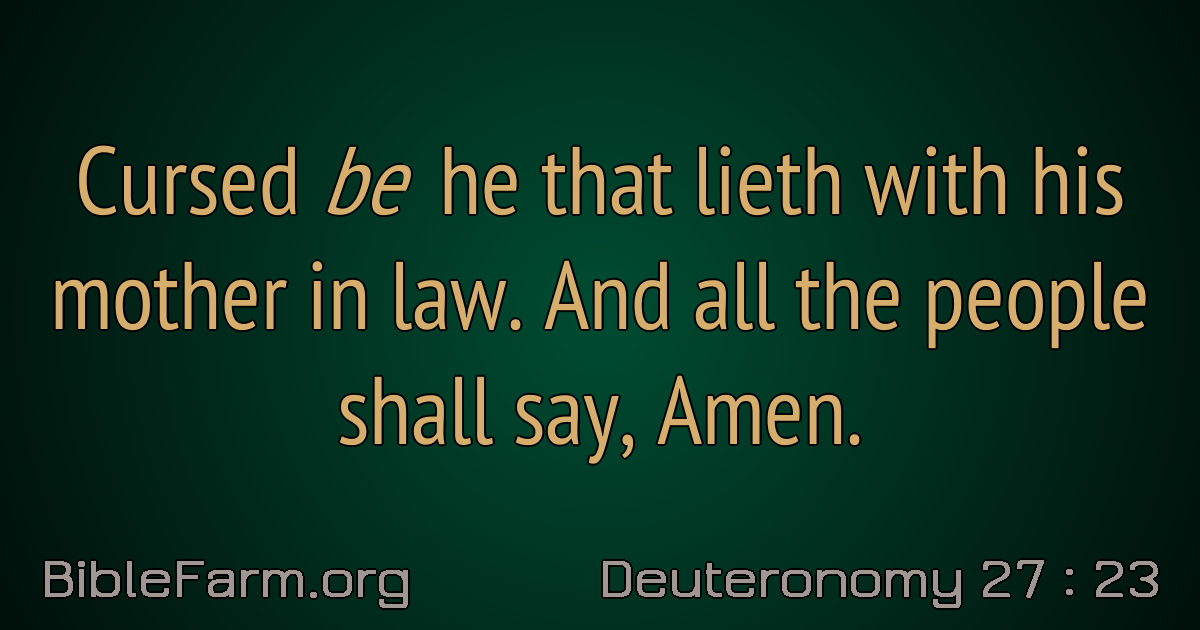 Cursed be he that lieth with his
mother in law. And all the people
shall say, Amen.
BibleFarm.org
Deuteronomy 27 : 23